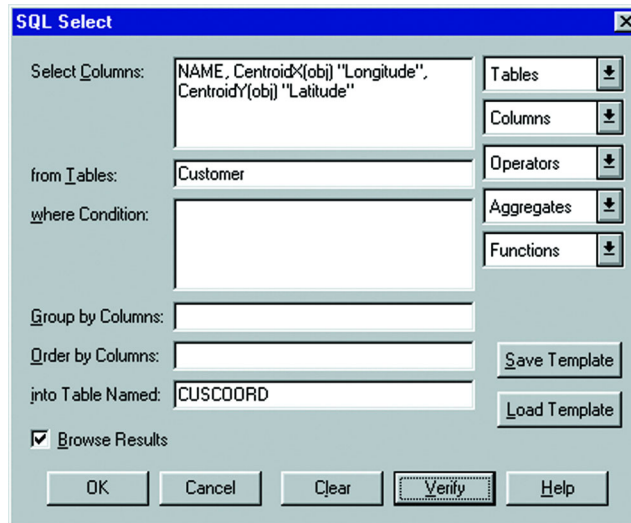 SQL Select
Select Columns:
NAME, CentroidX(obj) "Longitude",
CentroidY(obj) "Latitude"
Tables
Columns
from Tables:
Customer
Operators
where Condition:
Aggregates
Functions
Group by Columns:
Order by Columns:
Save Template
into Table Named:
CUSCOORD
Load Template
Browse Results
OK
Cancel
Clear
Verify
Help